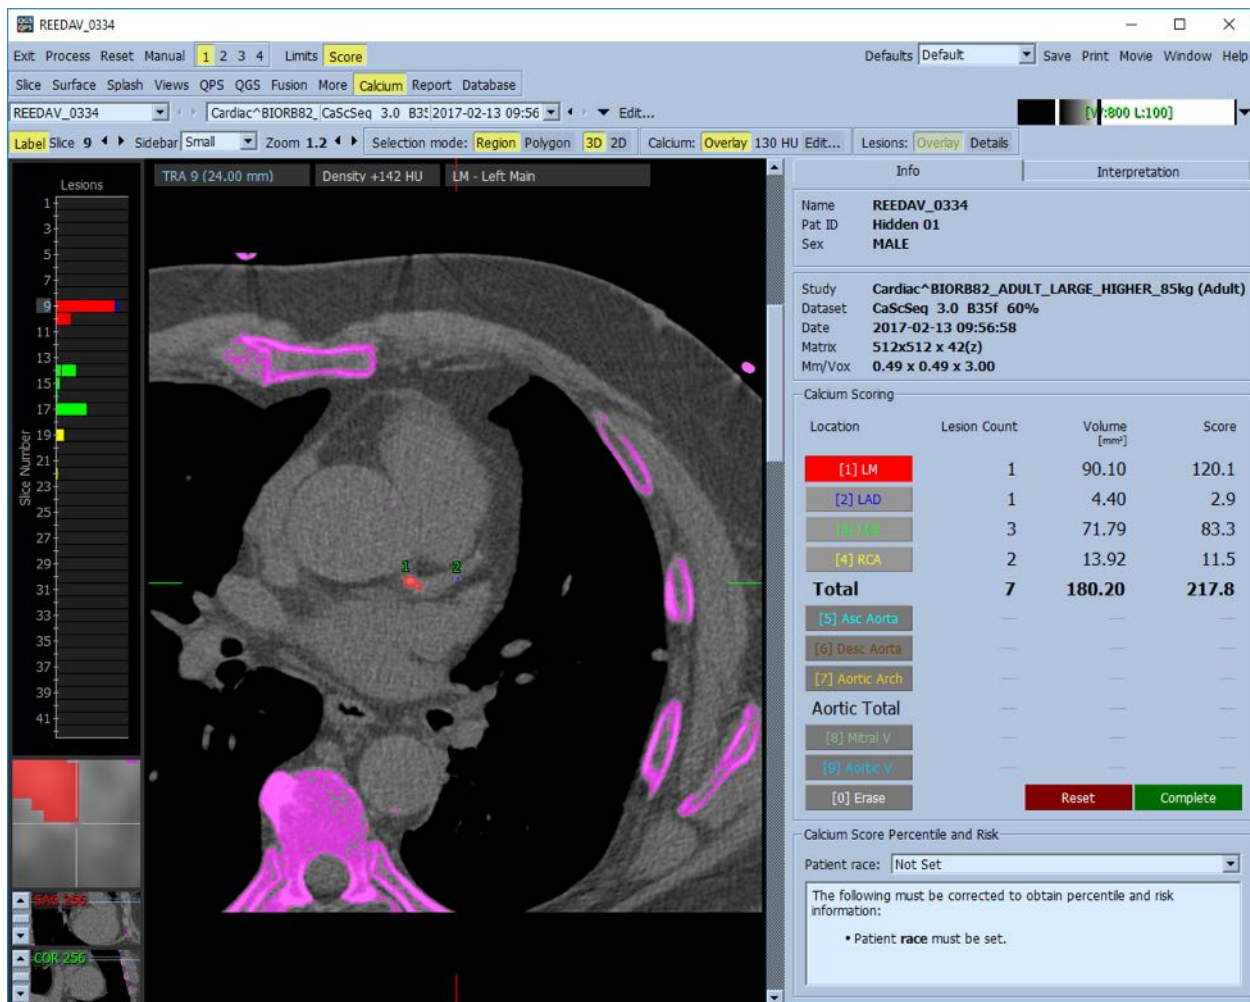 REEDAV_0334
Exit Process Reset Manual 1 2 3 4 Limits Score Defaults Default Save Print Movie Window Help
Slice Surface Splash Views QPS QGS Fusion More Calcium Report Database
REEDAV_0334 Cardiac^BIORB82_ CaScSeq 3.0 B35f 2017-02-13 09:56 Edit... [W:800 L:100]
Label Slice 9 Sidebar Small Zoom 1.2 Selection mode: Region Polygon 3D 2D Calcium: Overlay 130 HU Edit... Lesions: Overlay Details
Lesions
TRA 9 (24.00 mm) Density +142 HU LM - Left Main
Slice Number
1
3
5
7
9
11
13
15
17
19
21
23
25
27
29
31
33
35
37
39
41
1 2
SAG 256
COR 256
Info Interpretation
Name REEDAV_0334
Pat ID Hidden 01
Sex MALE
Study Cardiac^BIORB82_ADULT_LARGE_HIGHER_85kg (Adult)
Dataset CaScSeq 3.0 B35f 60%
Date 2017-02-13 09:56:58
Matrix 512x512 x 42(z)
Mm/Vox 0.49 x 0.49 x 3.00
Calcium Scoring
Location Lesion Count Volume Score
[mm³]
[1] LM 1 90.10 120.1
[2] LAD 1 4.40 2.9
3 71.79 83.3
[4] RCA 2 13.92 11.5
Total 7 180.20 217.8
[5] Asc Aorta — — —
[6] Desc Aorta — — —
[7] Aortic Arch — — —
Aortic Total — — —
[8] Mitral V — — —
[9] Aortic V — — —
[0] Erase Reset Complete
Calcium Score Percentile and Risk
Patient race: Not Set
The following must be corrected to obtain percentile and risk
information:
• Patient race must be set.